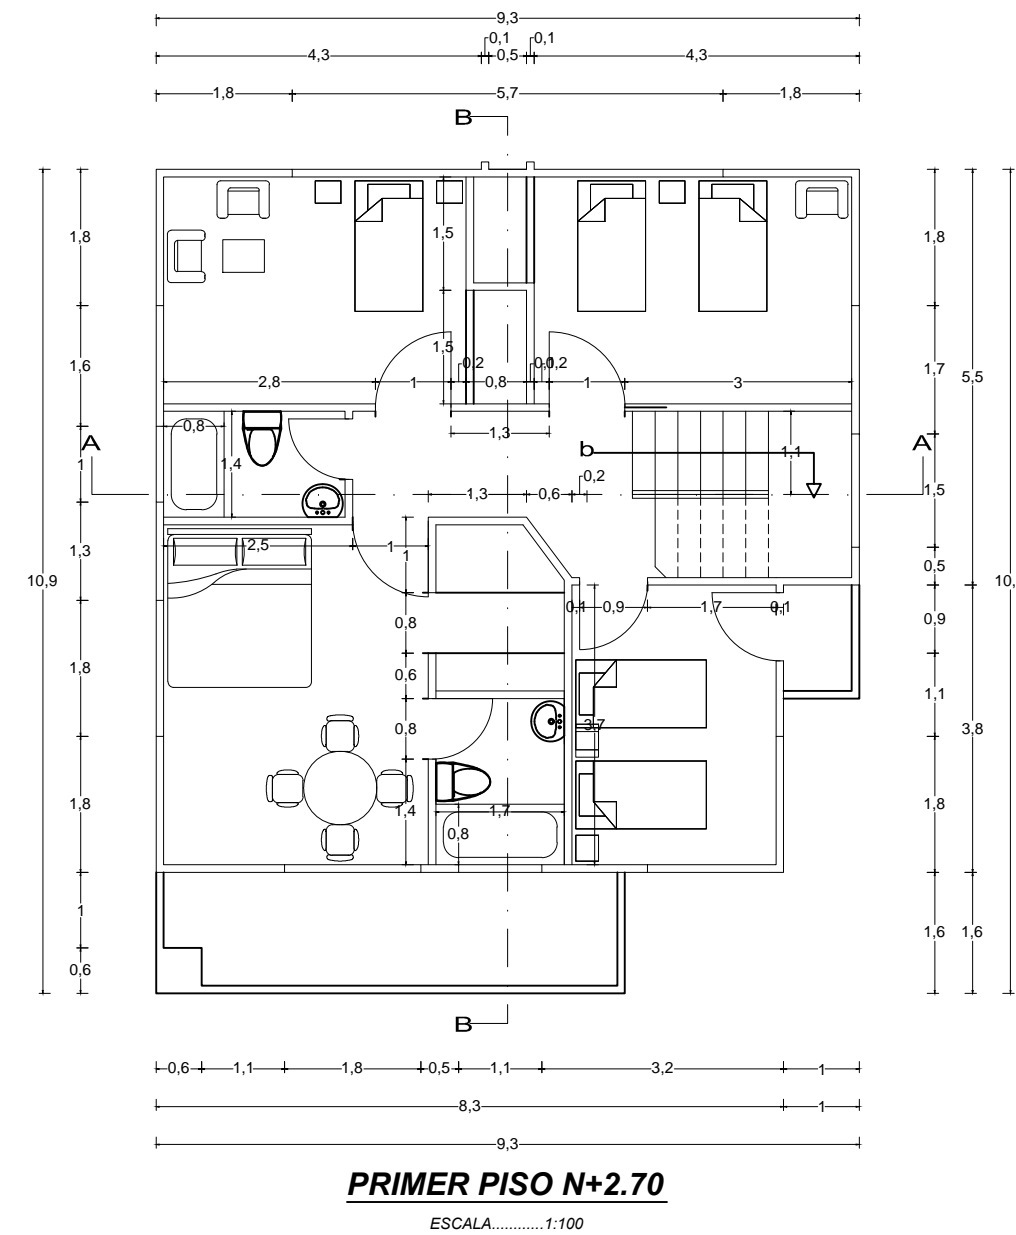 9,3
0,1 0,1
4,3 0,5 4,3
1,8 5,7 1,8
B
1,5
1,8 1,8
1,5
0,2 0,1 0,2
1,6 1,7
2,8 1 0,8 1 3 5,5
0,8 1,3
A 1,4 b 1,1 A
1 0,2
1,3 0,6 1,5
2,5 1 1
1,3
0,5
10,9 10,
0,1 0,9 1,7 0,1
0,8 0,9
1,8 0,6 1,1
0,8 3,7 3,8
1,8 1,4 1,7 1,8
0,8
1
1,6 1,6
0,6
B
0,6 1,1 1,8 0,5 1,1 3,2 1
8,3 1
9,3
PRIMER PISO N+2.70
ESCALA............1:100